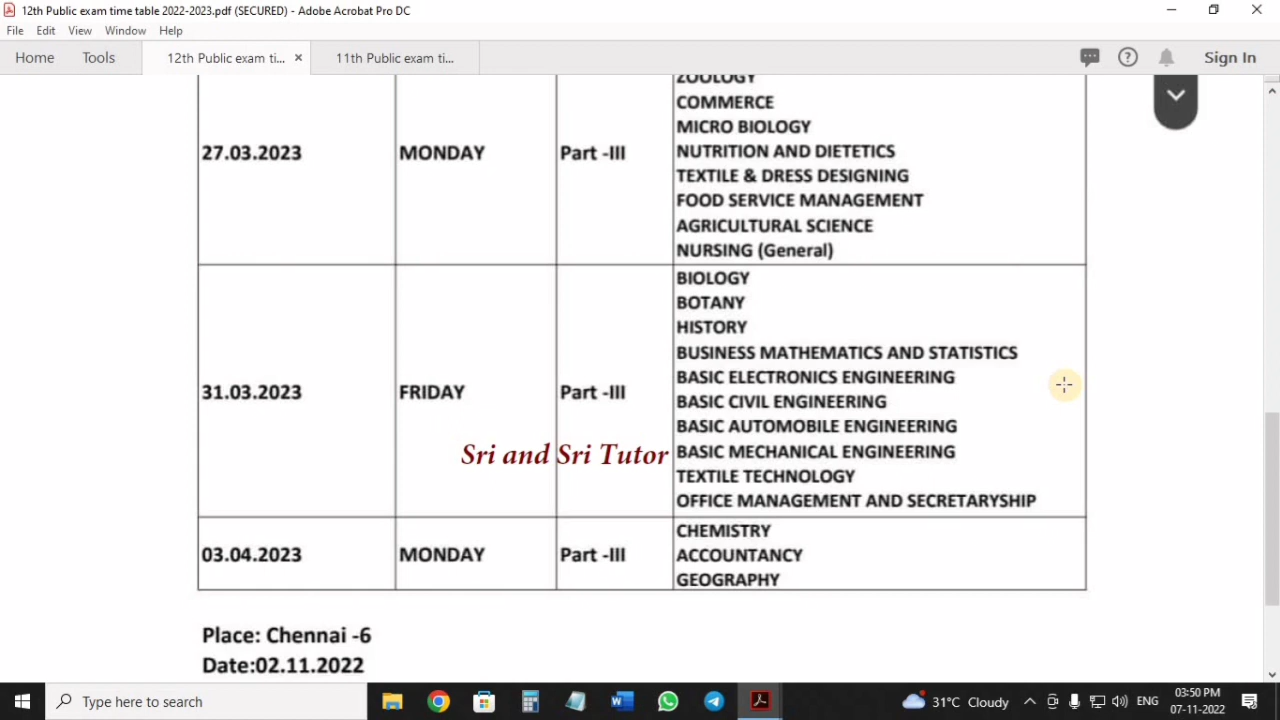 12th Public exam time table 2022-2023.pdf (SECURED) - Adobe Acrobat Pro DC
File Edit View Window Help
Home Tools 12th Public exam ti... × 11th Public exam ti... Sign In
ZOOLOGY
COMMERCE
MICRO BIOLOGY
27.03.2023 MONDAY Part -III NUTRITION AND DIETETICS
TEXTILE & DRESS DESIGNING
FOOD SERVICE MANAGEMENT
AGRICULTURAL SCIENCE
NURSING (General)
BIOLOGY
BOTANY
HISTORY
BUSINESS MATHEMATICS AND STATISTICS
BASIC ELECTRONICS ENGINEERING
31.03.2023 FRIDAY Part -III BASIC CIVIL ENGINEERING
BASIC AUTOMOBILE ENGINEERING
Sri and Sri Tutor BASIC MECHANICAL ENGINEERING
TEXTILE TECHNOLOGY
OFFICE MANAGEMENT AND SECRETARYSHIP
CHEMISTRY
03.04.2023 MONDAY Part -III ACCOUNTANCY
GEOGRAPHY
Place: Chennai -6
Date:02.11.2022
Type here to search 31°C Cloudy ENG 03:50 PM
07-11-2022